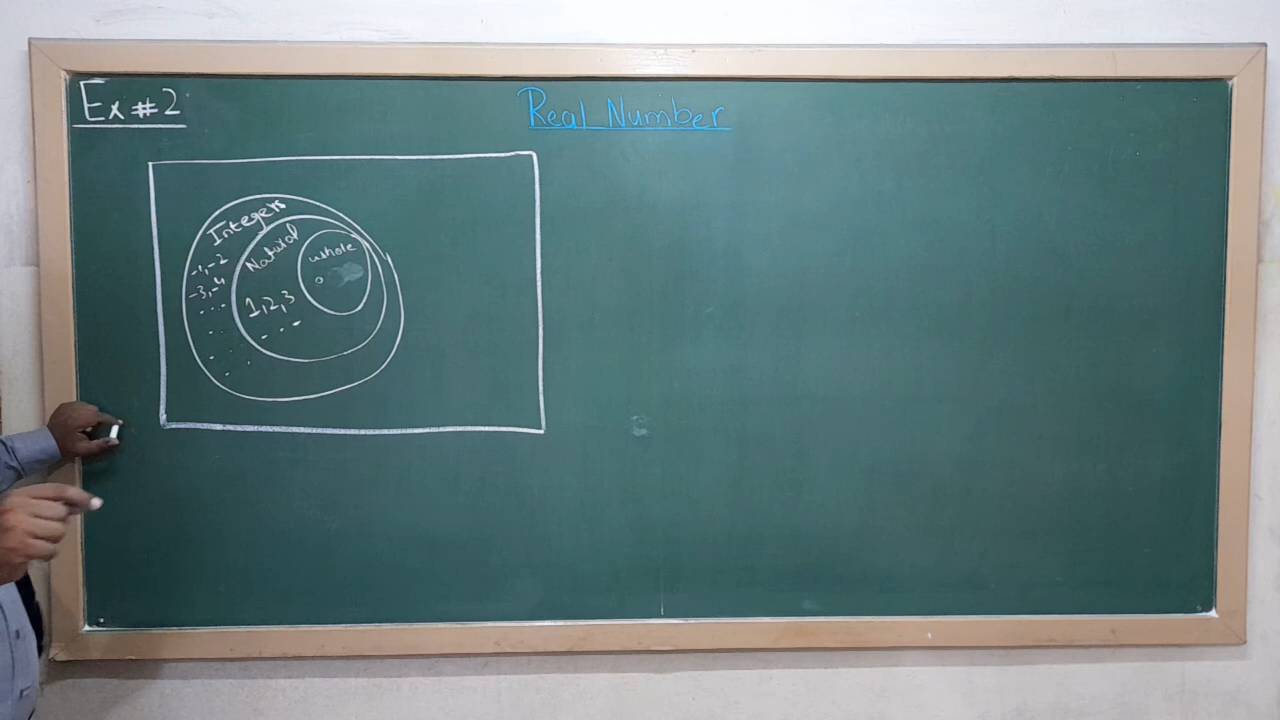 Ex #2
Real Number
Integers
Natural
whole
-1, -2
0
-3, -4
1, 2, 3